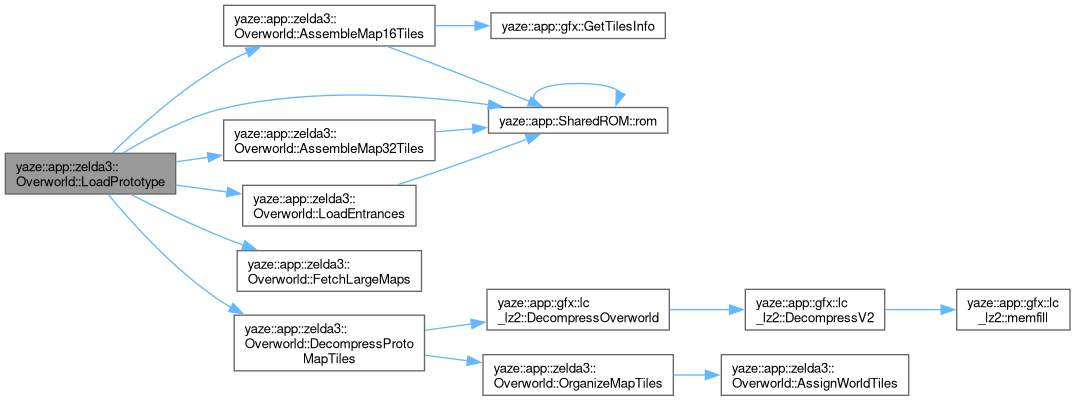 yaze::app::zelda3::
Overworld::LoadPrototype
yaze::app::zelda3::
Overworld::AssembleMap16Tiles
yaze::app::gfx::GetTilesInfo
yaze::app::SharedROM::rom
yaze::app::zelda3::
Overworld::AssembleMap32Tiles
yaze::app::zelda3::
Overworld::LoadEntrances
yaze::app::zelda3::
Overworld::FetchLargeMaps
yaze::app::zelda3::
Overworld::DecompressProto
MapTiles
yaze::app::gfx::lc
_lz2::DecompressOverworld
yaze::app::gfx::lc
_lz2::DecompressV2
yaze::app::gfx::lc
_lz2::memfill
yaze::app::zelda3::
Overworld::OrganizeMapTiles
yaze::app::zelda3::
Overworld::AssignWorldTiles